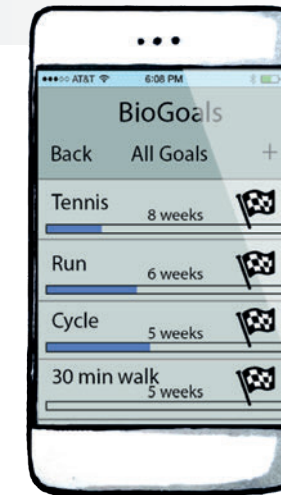 AT&T 6:08 PM
BioGoals
Back All Goals +
Tennis
8 weeks
Run
6 weeks
Cycle
5 weeks
30 min walk
5 weeks